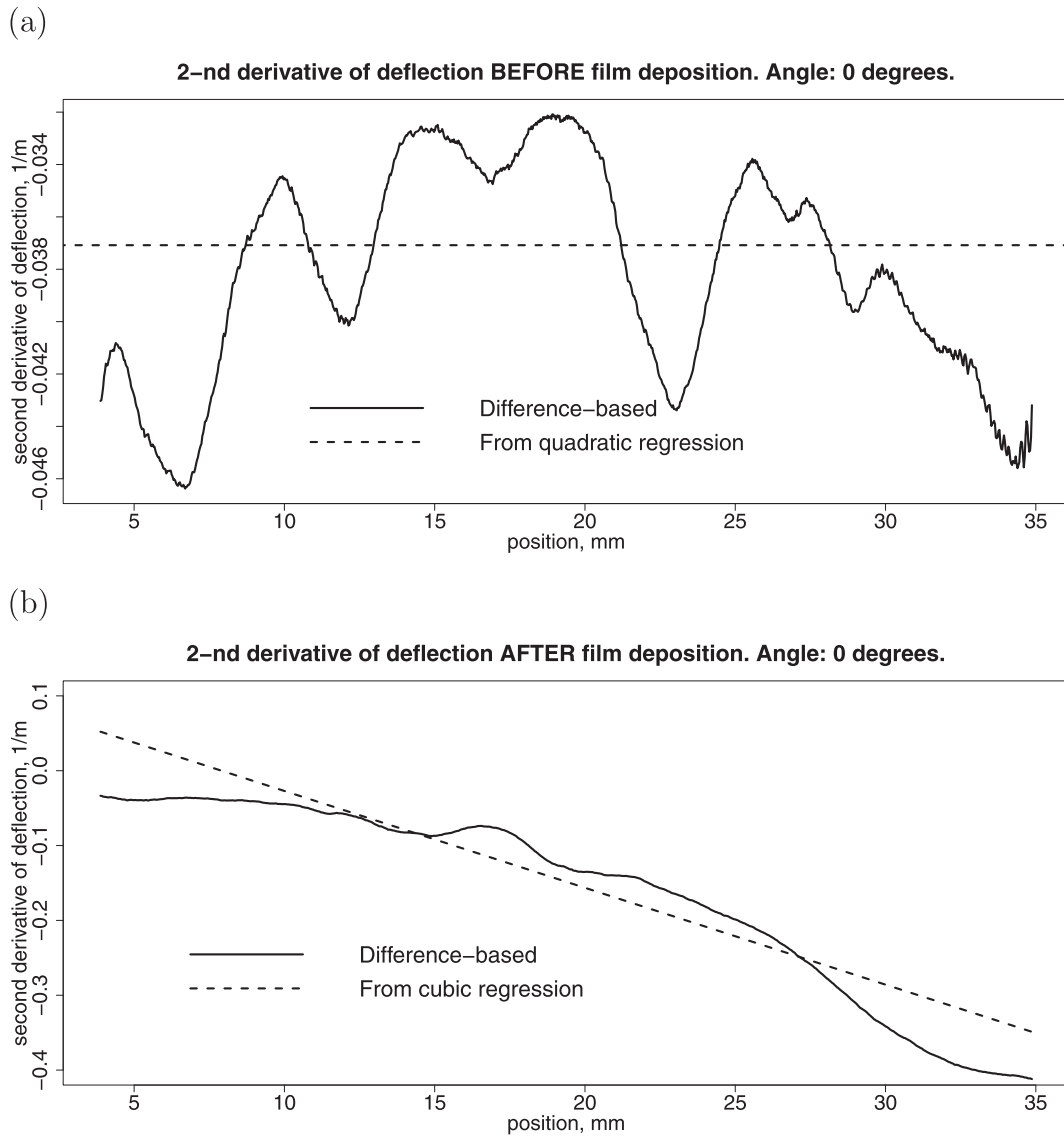 (a)
2−nd derivative of deflection BEFORE film deposition. Angle: 0 degrees.
second derivative of deflection, 1/m
−0.034
−0.038
−0.042
−0.046
Difference−based
From quadratic regression
5 10 15 20 25 30 35
position, mm
(b)
2−nd derivative of deflection AFTER film deposition. Angle: 0 degrees.
second derivative of deflection, 1/m
0.1
0.0
−0.1
−0.2
−0.3
−0.4
Difference−based
From cubic regression
5 10 15 20 25 30 35
position, mm